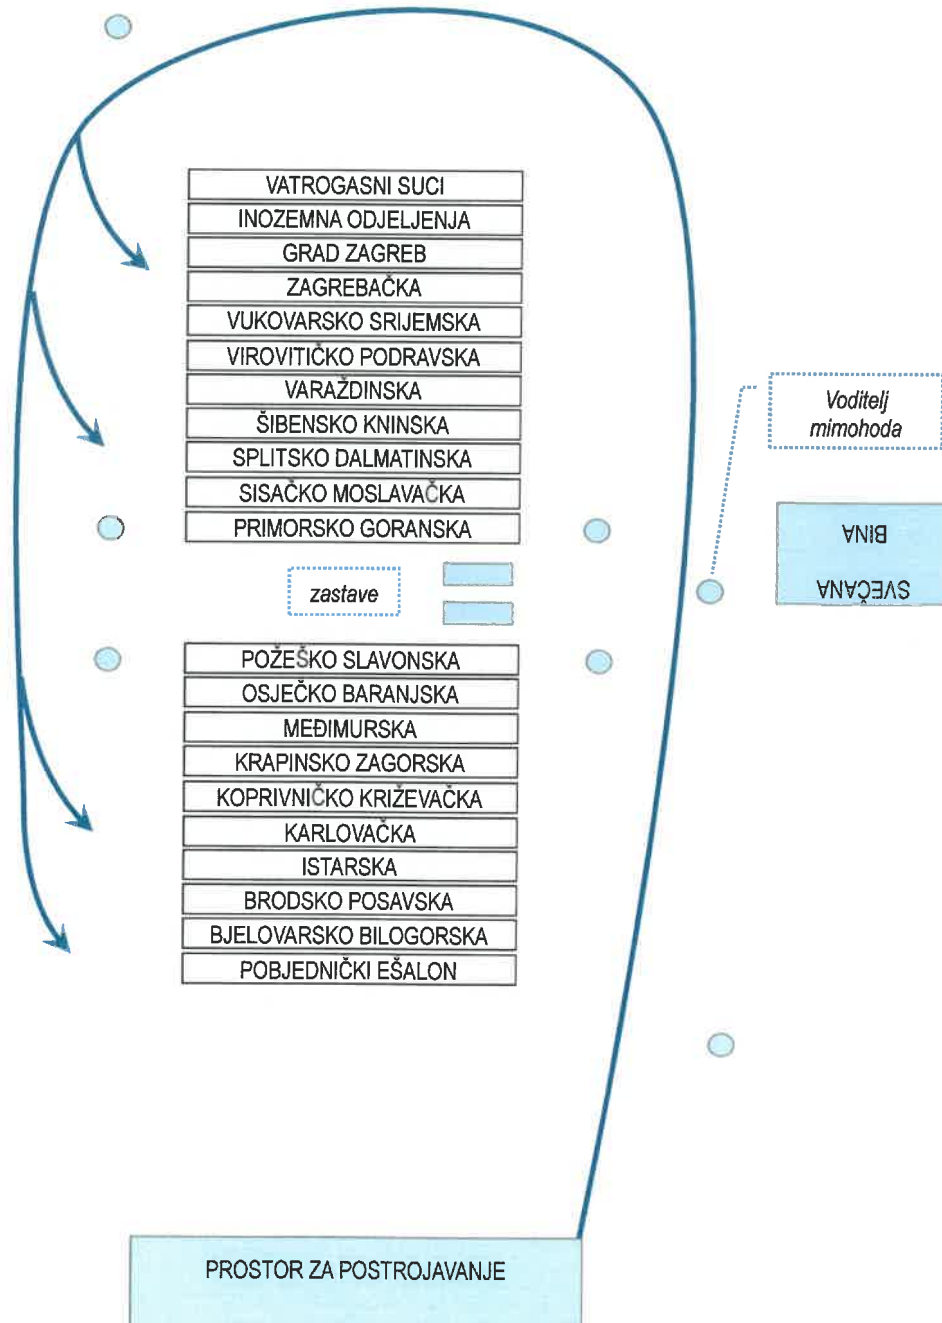 VATROGASNI SUCI
INOZEMNA ODJELJENJA
GRAD ZAGREB
ZAGREBAČKA
VUKOVARSKO SRIJEMSKA
VIROVITIČKO PODRAVSKA
VARAŽDINSKA
ŠIBENSKO KNINSKA
SPLITSKO DALMATINSKA
SISAČKO MOSLAVAČKA
PRIMORSKO GORANSKA
Voditelj
mimohoda
SVEČANA
BINA
zastave
POŽEŠKO SLAVONSKA
OSJEČKO BARANJSKA
MEĐIMURSKA
KRAPINSKO ZAGORSKA
KOPRIVNIČKO KRIŽEVAČKA
KARLOVAČKA
ISTARSKA
BRODSKO POSAVSKA
BJELOVARSKO BILOGORSKA
POBJEDNIČKI EŠALON
PROSTOR ZA POSTROJAVANJE